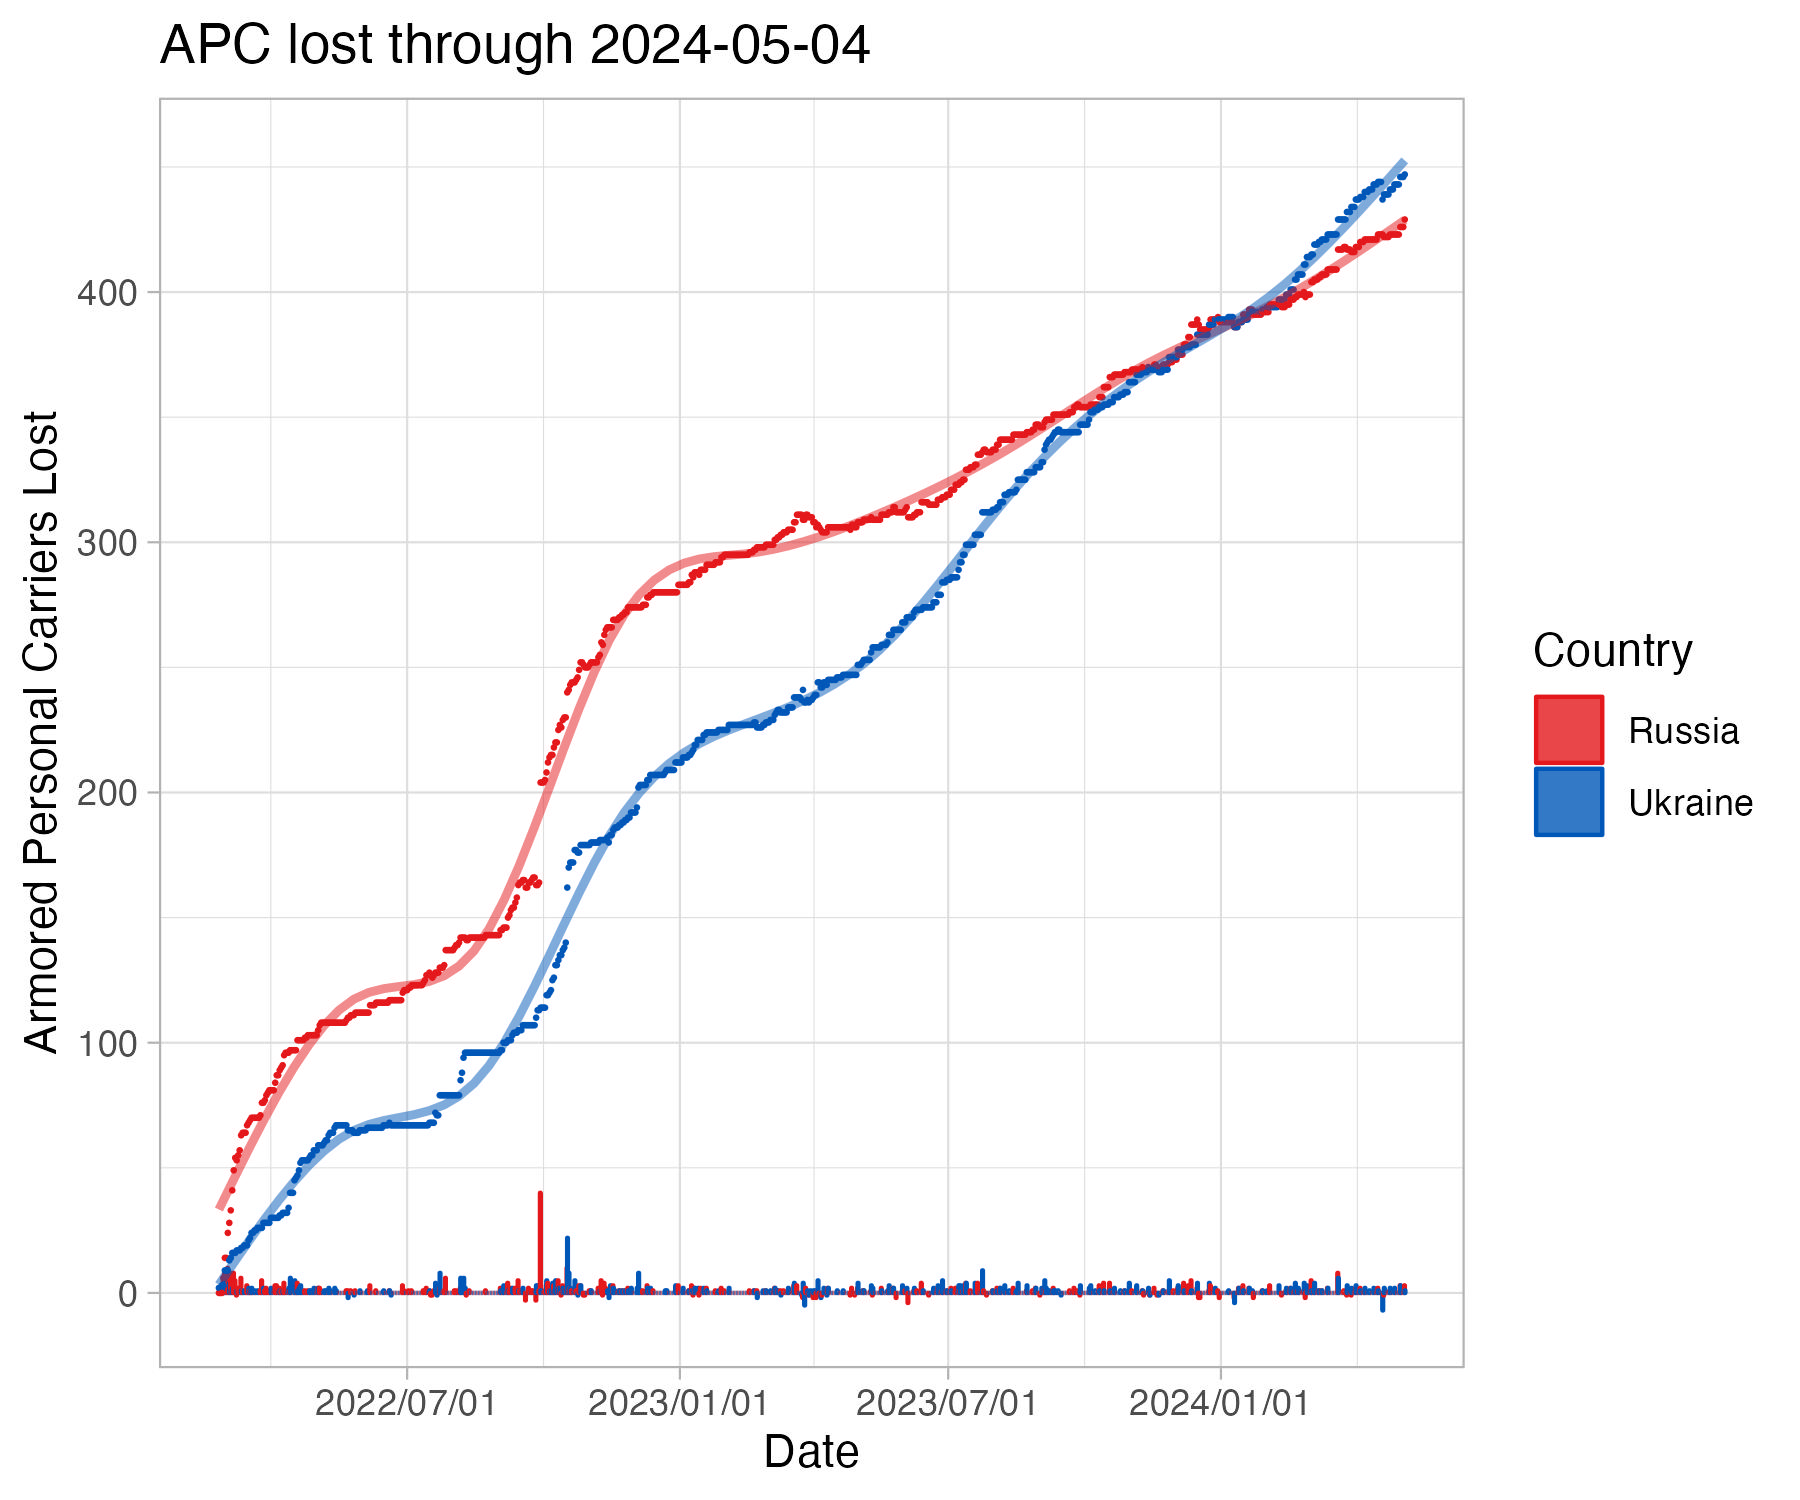 APC lost through 2024-05-04
Armored Personal Carriers Lost
400
300
200
100
0
2022/07/01 2023/01/01 2023/07/01 2024/01/01
Date
Country
Russia
Ukraine